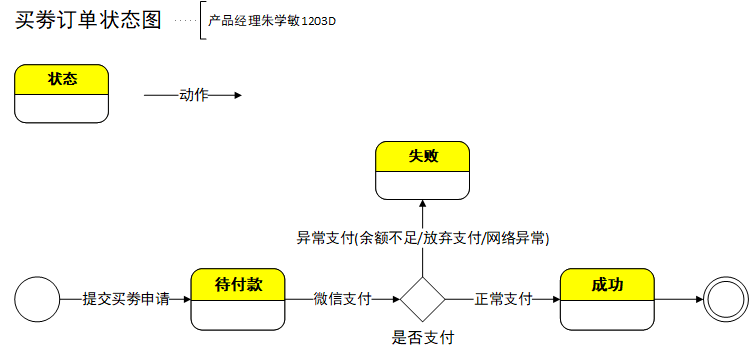 买劵订单状态图
产品经理朱学敏1203D
状态
动作
失败
异常支付(余额不足/放弃支付/网络异常)
提交买劵申请
待付款
微信支付
正常支付
成功
是否支付